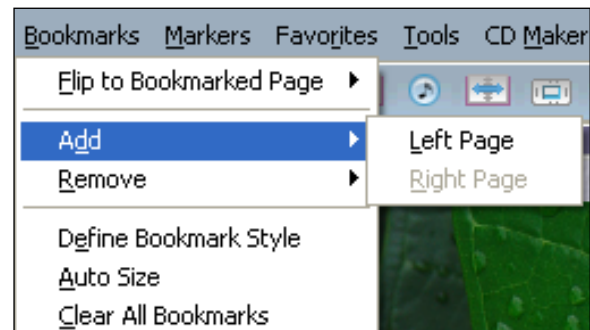 Bookmarks Markers Favorites Tools CD Maker
Flip to Bookmarked Page
Add
Left Page
Remove
Right Page
Define Bookmark Style
Auto Size
Clear All Bookmarks